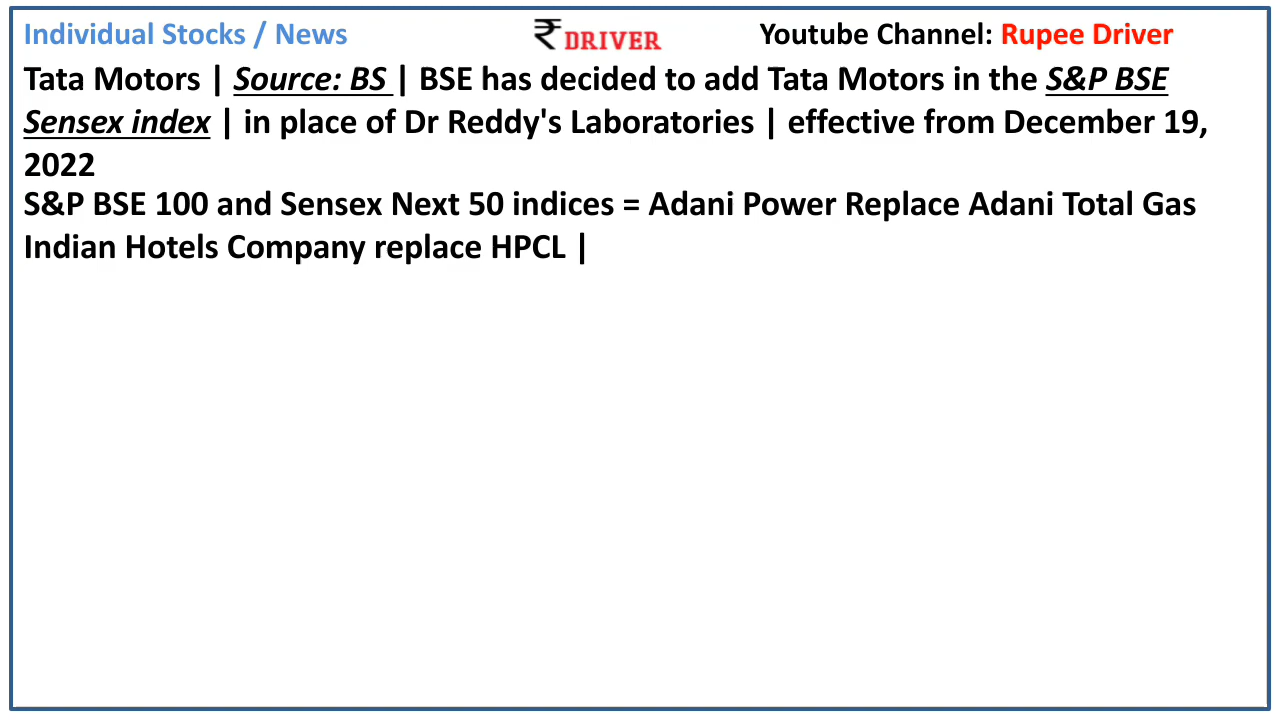 Individual Stocks / News ₹ DRIVER Youtube Channel: Rupee Driver
Tata Motors | Source: BS | BSE has decided to add Tata Motors in the S&P BSE
Sensex index | in place of Dr Reddy's Laboratories | effective from December 19,
2022
S&P BSE 100 and Sensex Next 50 indices = Adani Power Replace Adani Total Gas
Indian Hotels Company replace HPCL |